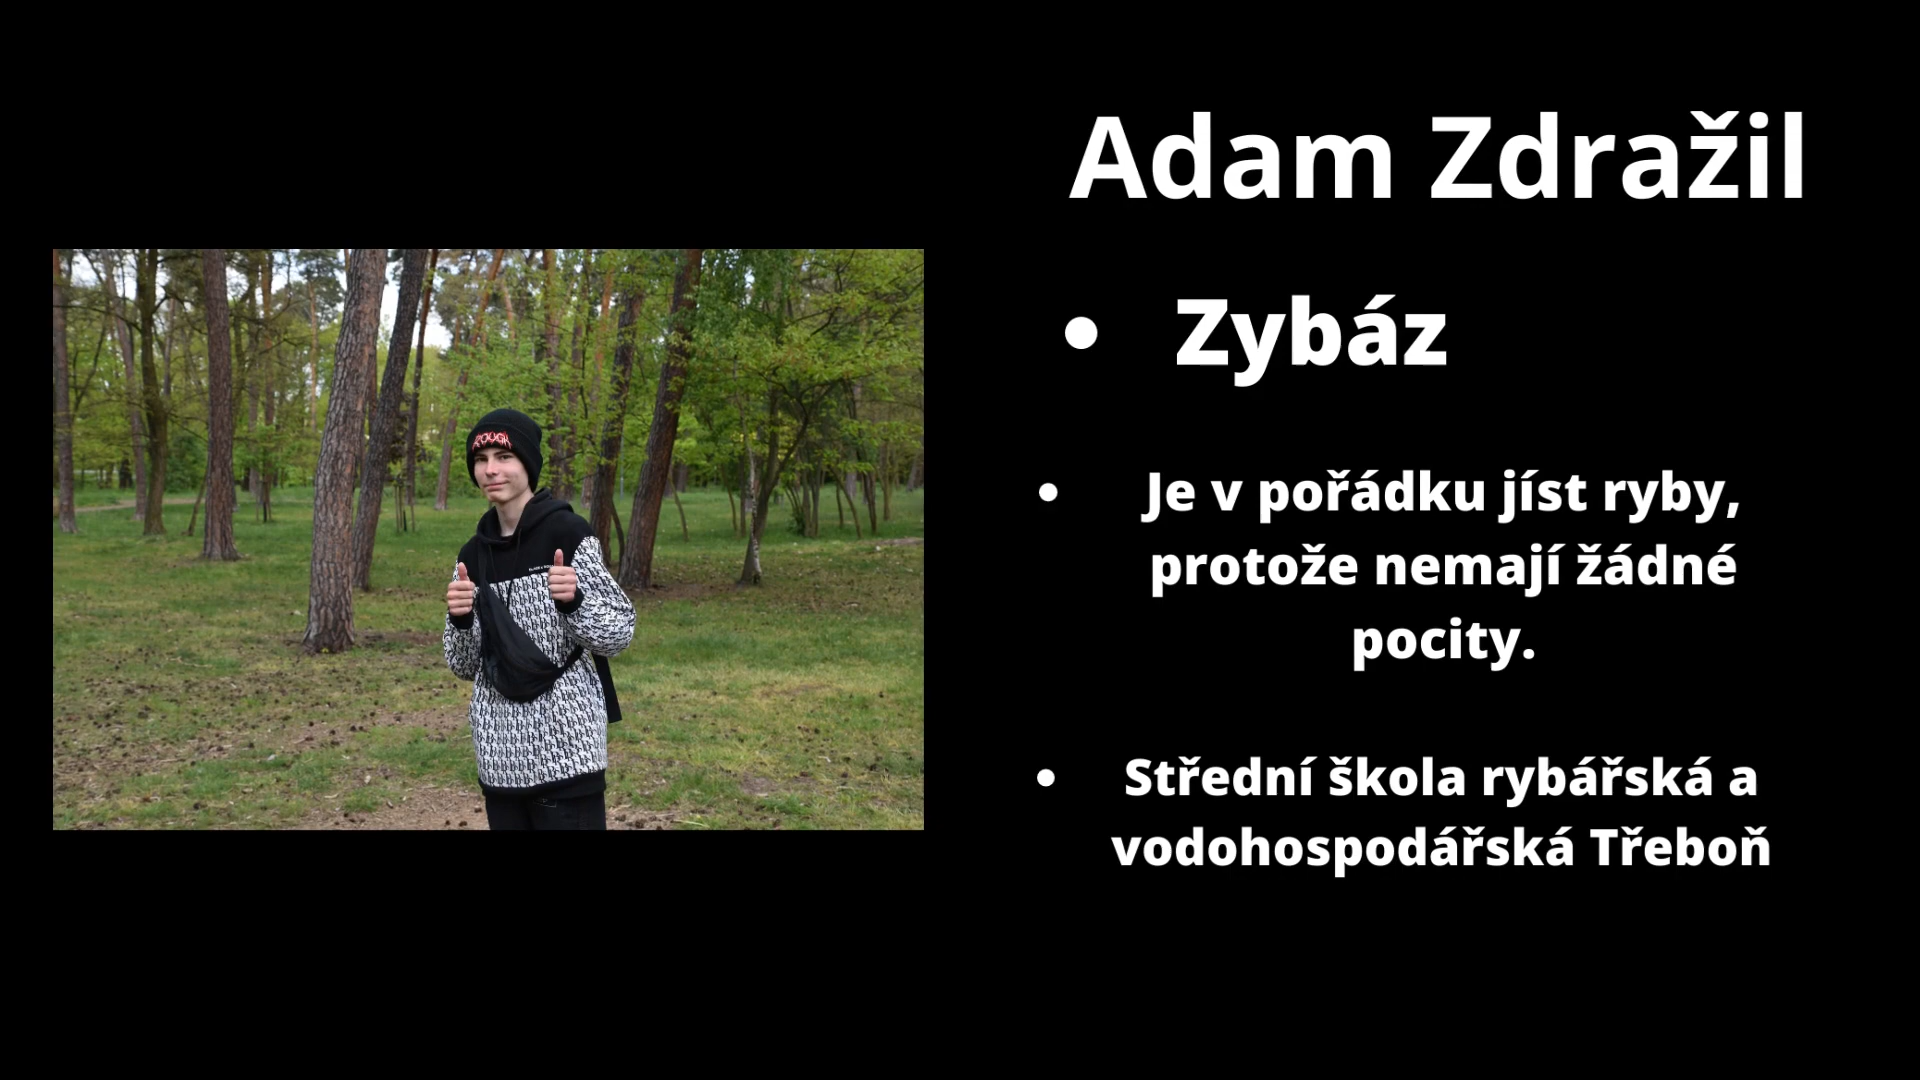 Adam Zdražil
Zybáz
Je v pořádku jíst ryby,
protože nemají žádné
pocity.
Střední škola rybářská a
vodohospodářská Třeboň